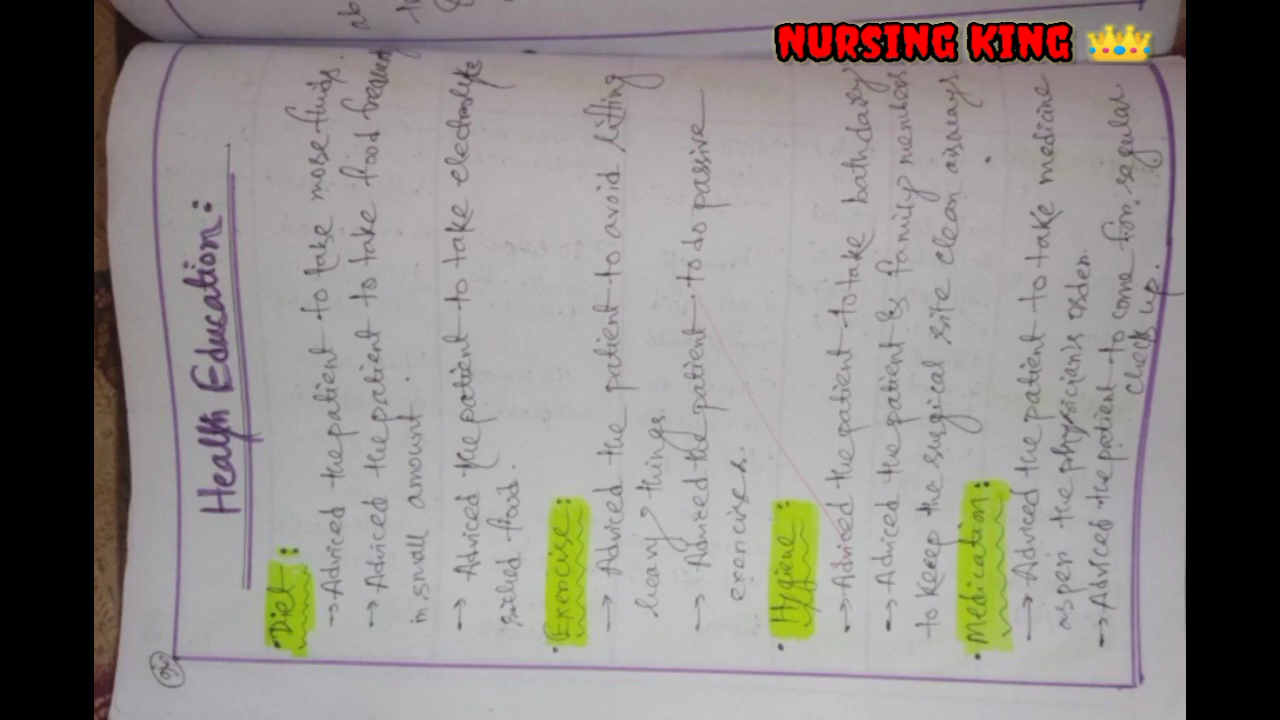 NURSING KING 👑
Health Education:
• Diet :
→ Adviced the patient to take more fluids.
→ Adviced the patient to take food frequent
in small amount.
→ Adviced the patient to take electrolyte
riched food.
• Exercise :
→ Adviced the patient to avoid lifting
heavy things.
→ Adviced the patient to do passive
exercises.
• Hygiene :
→ Adviced the patient to take bath daily
→ Adviced the patient & family members
to keep the surgical site clean always.
• Medication :
→ Adviced the patient to take medicine
as per the physician's order.
→ Adviced the patient to come for regular
check up.